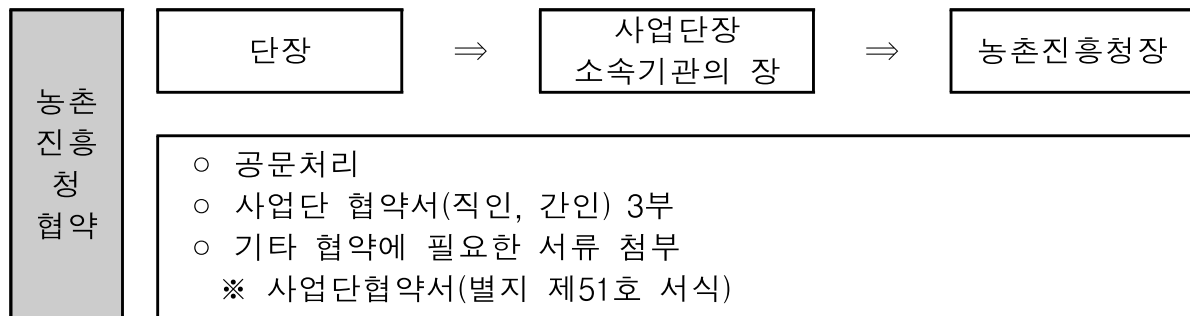 농촌
진흥
청
협약
단장 ⇒ 사업단장 소속기관의 장 ⇒ 농촌진흥청장
○ 공문처리
○ 사업단 협약서(직인, 간인) 3부
○ 기타 협약에 필요한 서류 첨부
※ 사업단협약서(별지 제51호 서식)